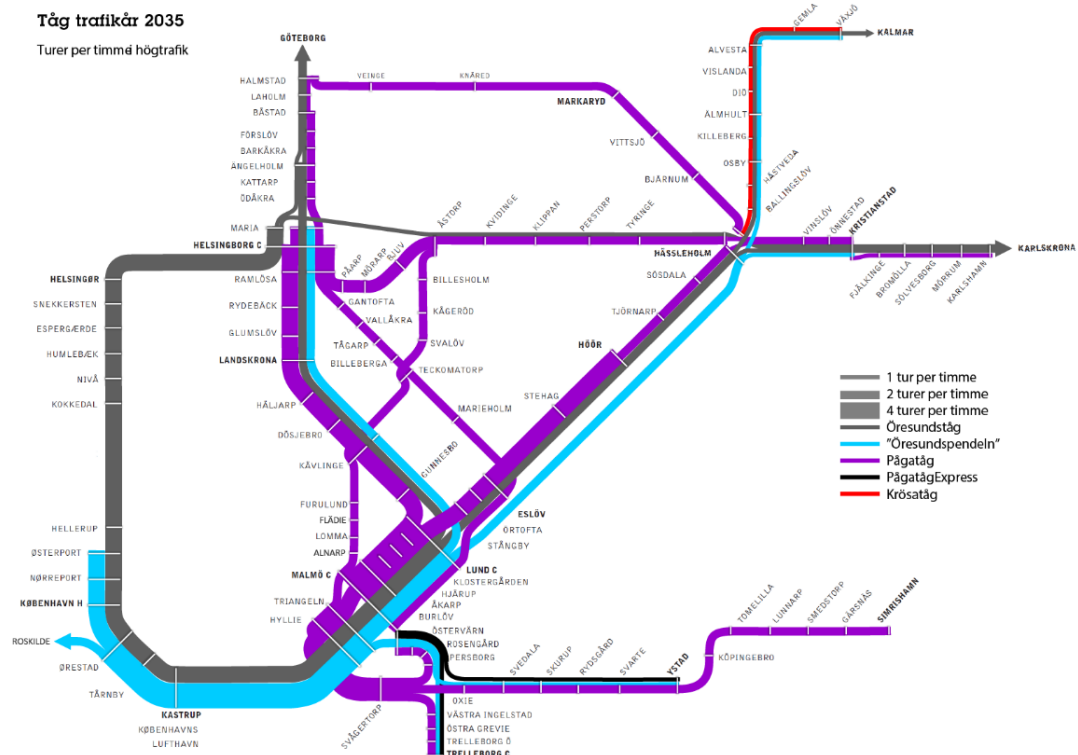 Tåg trafikår 2035
Turer per timme i högtrafik
GÖTEBORG
HALMSTAD
LAHOLM
BÅSTAD
FÖRSLÖV
BARKÅKRA
ÄNGELHOLM
KATTARP
ÖDÅKRA
MARIA
HELSINGBORG C
RAMLÖSA
RYDEBÄCK
GLUMSLÖV
LANDSKRONA
HÄLJARP
DÖSJEBRO
KÄVLINGE
FURULUND
FLÄDIE
LOMMA
ALNARP
MALMÖ C
TRIANGELN
HYLLIE
VEINGE
KNÄRED
MARKARYD
VITTSJÖ
BJÄRNUM
GEMLA
VÄXJÖ
KALMAR
ALVESTA
VISLANDA
DIÖ
ÄLMHULT
KILLEBERG
OSBY
HÄSTVEDA
BALLINGSLÖV
ÅSTORP
KVIDINGE
KLIPPAN
PERSTORP
TYRINGE
HÄSSLEHOLM
VINSLÖV
ÖNNESTAD
KRISTIANSTAD
KARLSKRONA
FJÄLKINGE
BROMÖLLA
SÖLVESBORG
MÖRRUM
KARLSHAMN
PÅARP
MÖRARP
BJUV
BILLESHOLM
KÅGERÖD
SVALÖV
GANTOFTA
VALLÅKRA
TÅGARP
BILLEBERGA
TECKOMATORP
MARIEHOLM
SÖSDALA
TJÖRNARP
HÖÖR
STEHAG
GUNNESBO
ESLÖV
ÖRTOFTA
STÅNGBY
LUND C
KLOSTERGÅRDEN
HJÄRUP
ÅKARP
BURLÖV
ÖSTERVÄRN
ROSENGÅRD
PERSBORG
HELSINGØR
SNEKKERSTEN
ESPERGÆRDE
HUMLEBÆK
NIVÅ
KOKKEDAL
HELLERUP
ØSTERPORT
NØRREPORT
KØBENHAVN H
ROSKILDE
ØRESTAD
TÅRNBY
KASTRUP
KØBENHAVNS
LUFTHAVN
SVÅGERTORP
OXIE
VÄSTRA INGELSTAD
ÖSTRA GREVIE
TRELLEBORG Ö
TRELLEBORG C
SVEDALA
SKURUP
RYDSGÅRD
SVARTE
YSTAD
KÖPINGEBRO
TOMELILLA
LUNNARP
SMEDSTORP
GÄRSNÄS
SIMRISHAMN
1 tur per timme
2 turer per timme
4 turer per timme
Öresundståg
"Öresundspendeln"
Pågatåg
PågatågExpress
Krösatåg